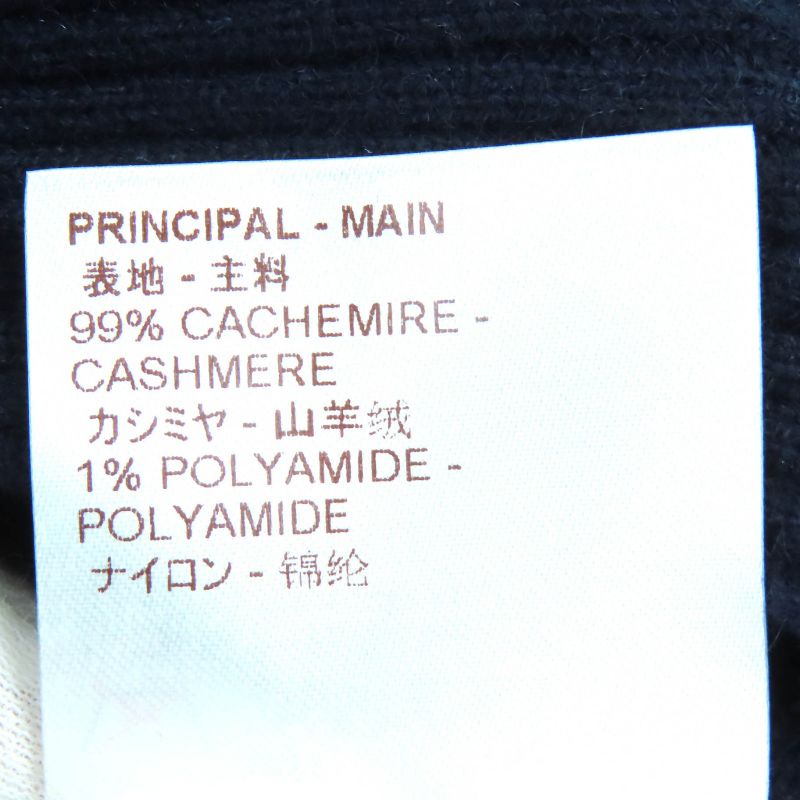 PRINCIPAL - MAIN
表地 - 主料
99% CACHEMIRE -
CASHMERE
カシミヤ - 山羊绒
1% POLYAMIDE -
POLYAMIDE
ナイロン - 锦纶